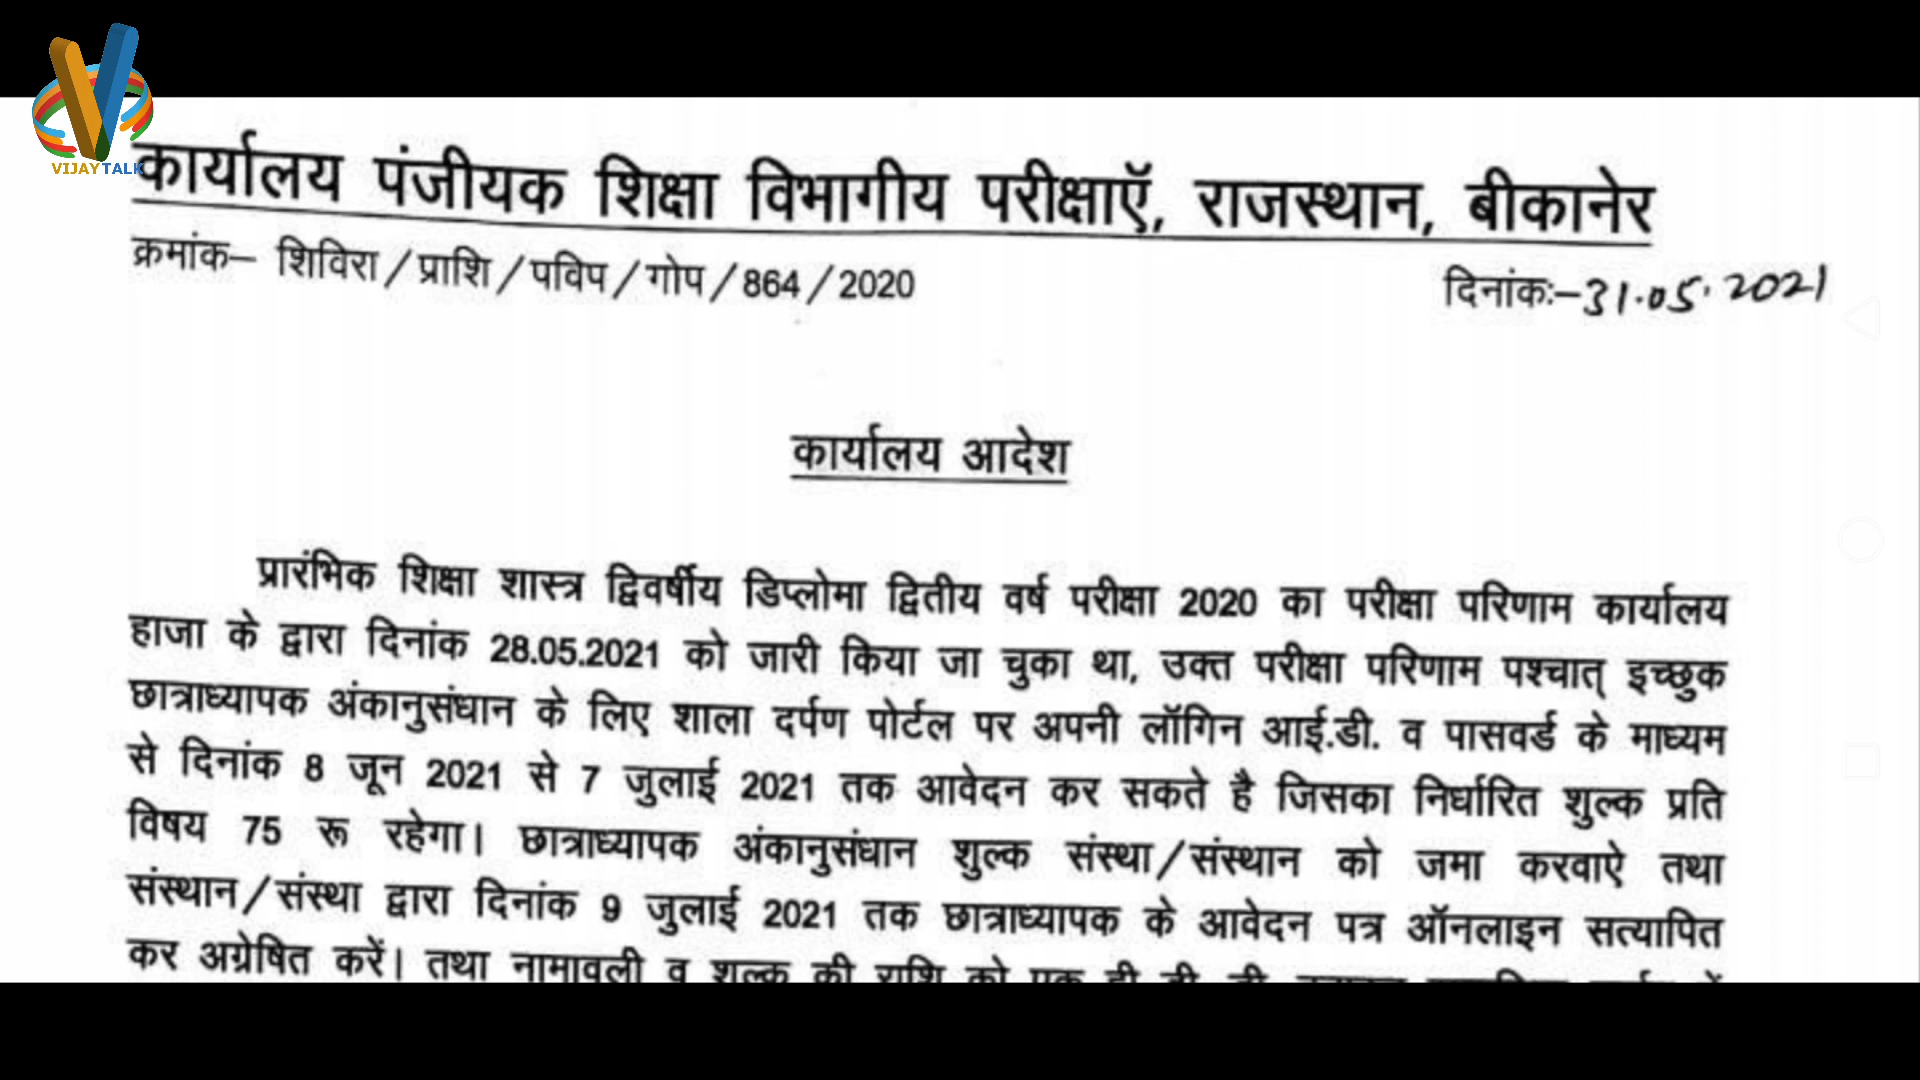 VIJAYTALK
कार्यालय पंजीयक शिक्षा विभागीय परीक्षाऍ, राजस्थान, बीकानेर
क्रमांक– शिविरा/प्राशि/पविप/गोप/864/2020 दिनांकः–31.05.2021
कार्यालय आदेश
प्रारंभिक शिक्षा शास्त्र द्विवर्षीय डिप्लोमा द्वितीय वर्ष परीक्षा 2020 का परीक्षा परिणाम कार्यालय
हाजा के द्वारा दिनांक 28.05.2021 को जारी किया जा चुका था, उक्त परीक्षा परिणाम पश्चात् इच्छुक
छात्राध्यापक अंकानुसंधान के लिए शाला दर्पण पोर्टल पर अपनी लॉगिन आई.डी. व पासवर्ड के माध्यम
से दिनांक 8 जून 2021 से 7 जुलाई 2021 तक आवेदन कर सकते है जिसका निर्धारित शुल्क प्रति
विषय 75 रू रहेगा। छात्राध्यापक अंकानुसंधान शुल्क संस्था/संस्थान को जमा करवाऐ तथा
संस्थान/संस्था द्वारा दिनांक 9 जुलाई 2021 तक छात्राध्यापक के आवेदन पत्र ऑनलाइन सत्यापित
कर अग्रेषित करें। तथा नामावली व शुल्क की राशि को एक